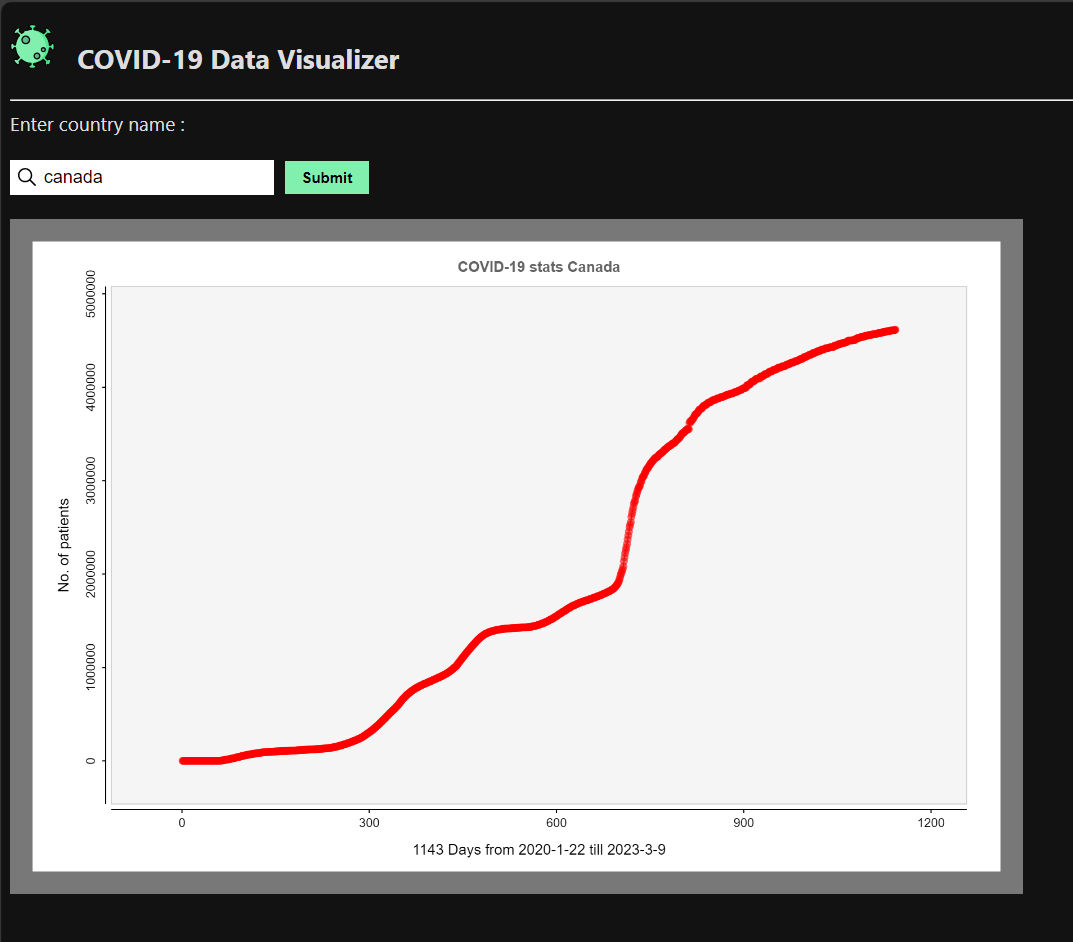 COVID-19 Data Visualizer
Enter country name :
canada
Submit
COVID-19 stats Canada
5000000
4000000
3000000
2000000
1000000
0
No. of patients
0 300 600 900 1200
1143 Days from 2020-1-22 till 2023-3-9